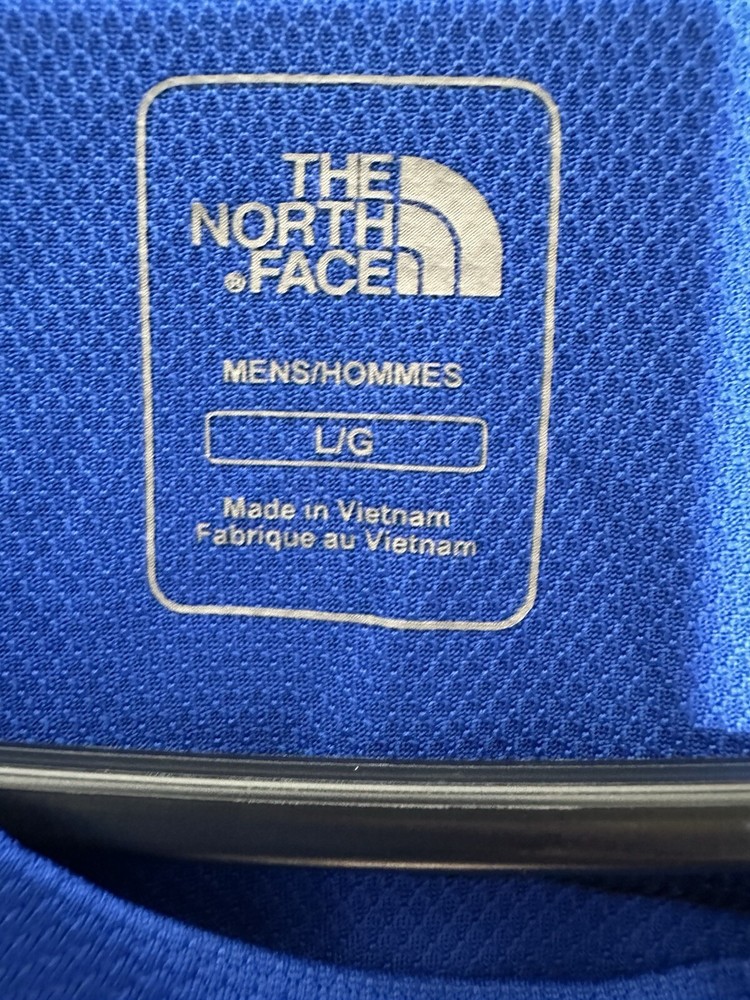 THE
NORTH
®FACE
MENS/HOMMES
L/G
Made in Vietnam
Fabrique au Vietnam